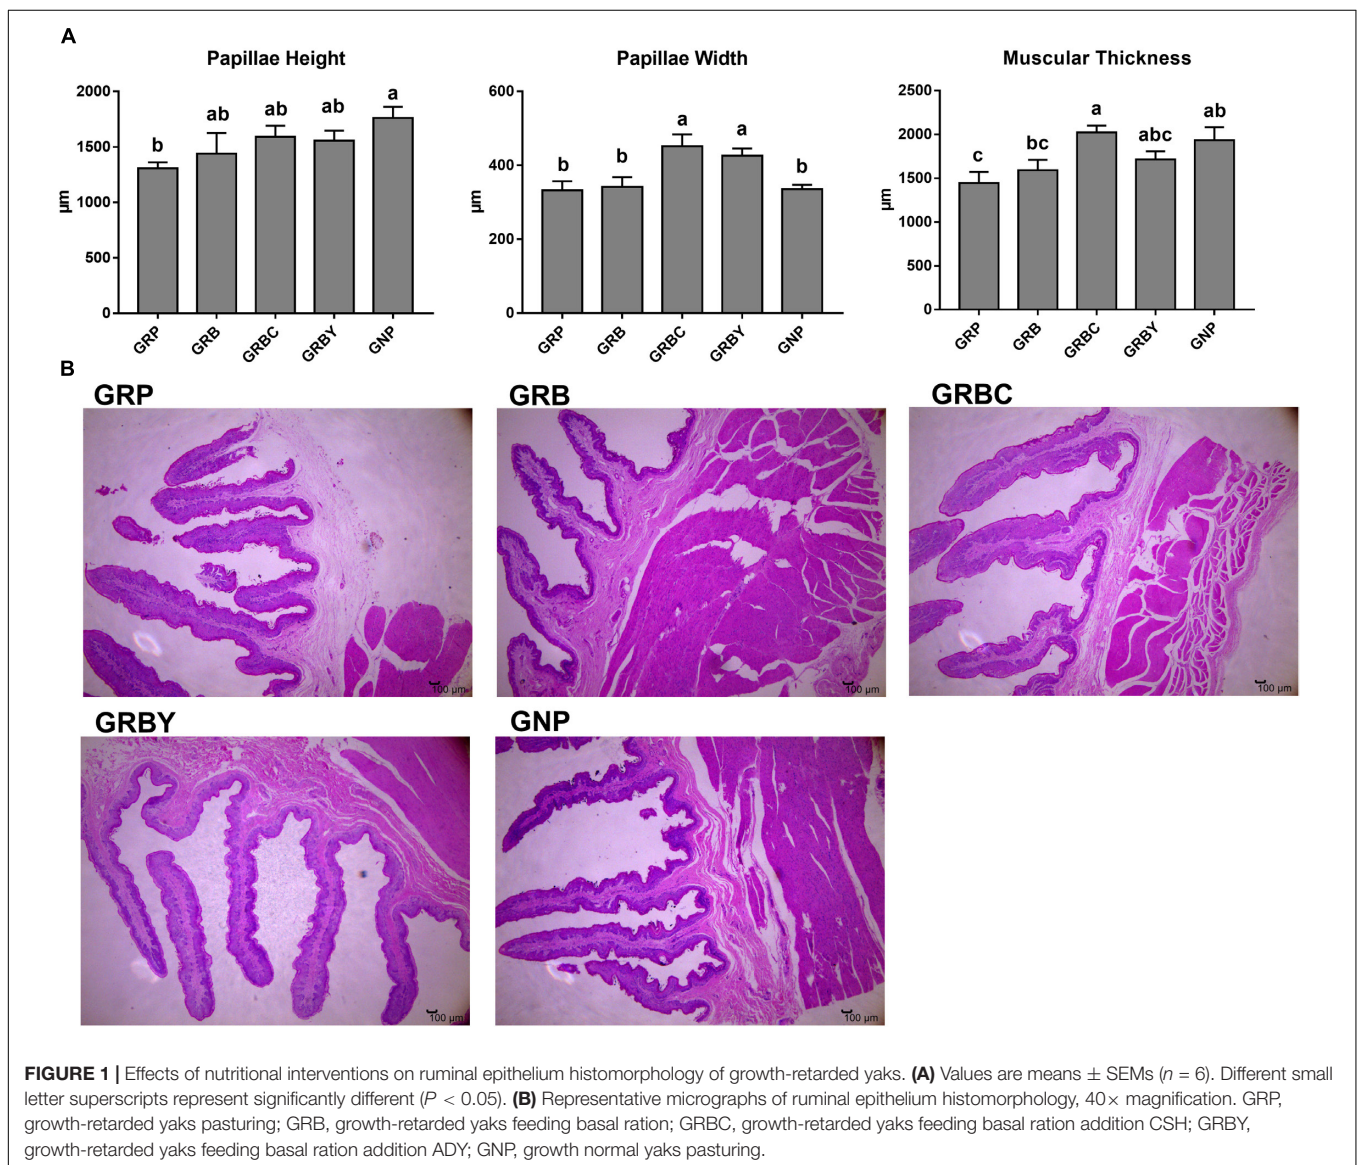 A
Papillae Height
2000
1500
1000
500
0
µm
b
ab
ab
ab
a
GRP
GRB
GRBC
GRBY
GNP
Papillae Width
600
400
200
0
µm
b
b
a
a
b
GRP
GRB
GRBC
GRBY
GNP
Muscular Thickness
2500
2000
1500
1000
500
0
µm
c
bc
a
abc
ab
GRP
GRB
GRBC
GRBY
GNP
B
GRP
100 µm
GRB
100 µm
GRBC
100 µm
GRBY
100 µm
GNP
100 µm
FIGURE 1 | Effects of nutritional interventions on ruminal epithelium histomorphology of growth-retarded yaks. (A) Values are means ± SEMs (n = 6). Different small
letter superscripts represent significantly different (P < 0.05). (B) Representative micrographs of ruminal epithelium histomorphology, 40× magnification. GRP,
growth-retarded yaks pasturing; GRB, growth-retarded yaks feeding basal ration; GRBC, growth-retarded yaks feeding basal ration addition CSH; GRBY,
growth-retarded yaks feeding basal ration addition ADY; GNP, growth normal yaks pasturing.